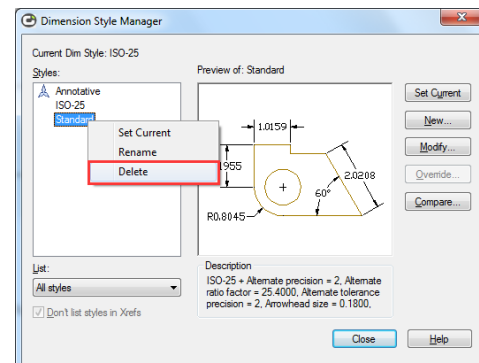 Dimension Style Manager
Current Dim Style: ISO-25
Styles:
Annotative
ISO-25
Standard
Set Current
Rename
Delete
Preview of: Standard
1.0159
1955
2.0208
60°
R0.8045
Set Current
New...
Modify...
Override...
Compare...
List:
All styles
Don't list styles in Xrefs
Description
ISO-25 + Alternate precision = 2, Alternate
ratio factor = 25.4000, Alternate tolerance
precision = 2, Arrowhead size = 0.1800,
Close
Help